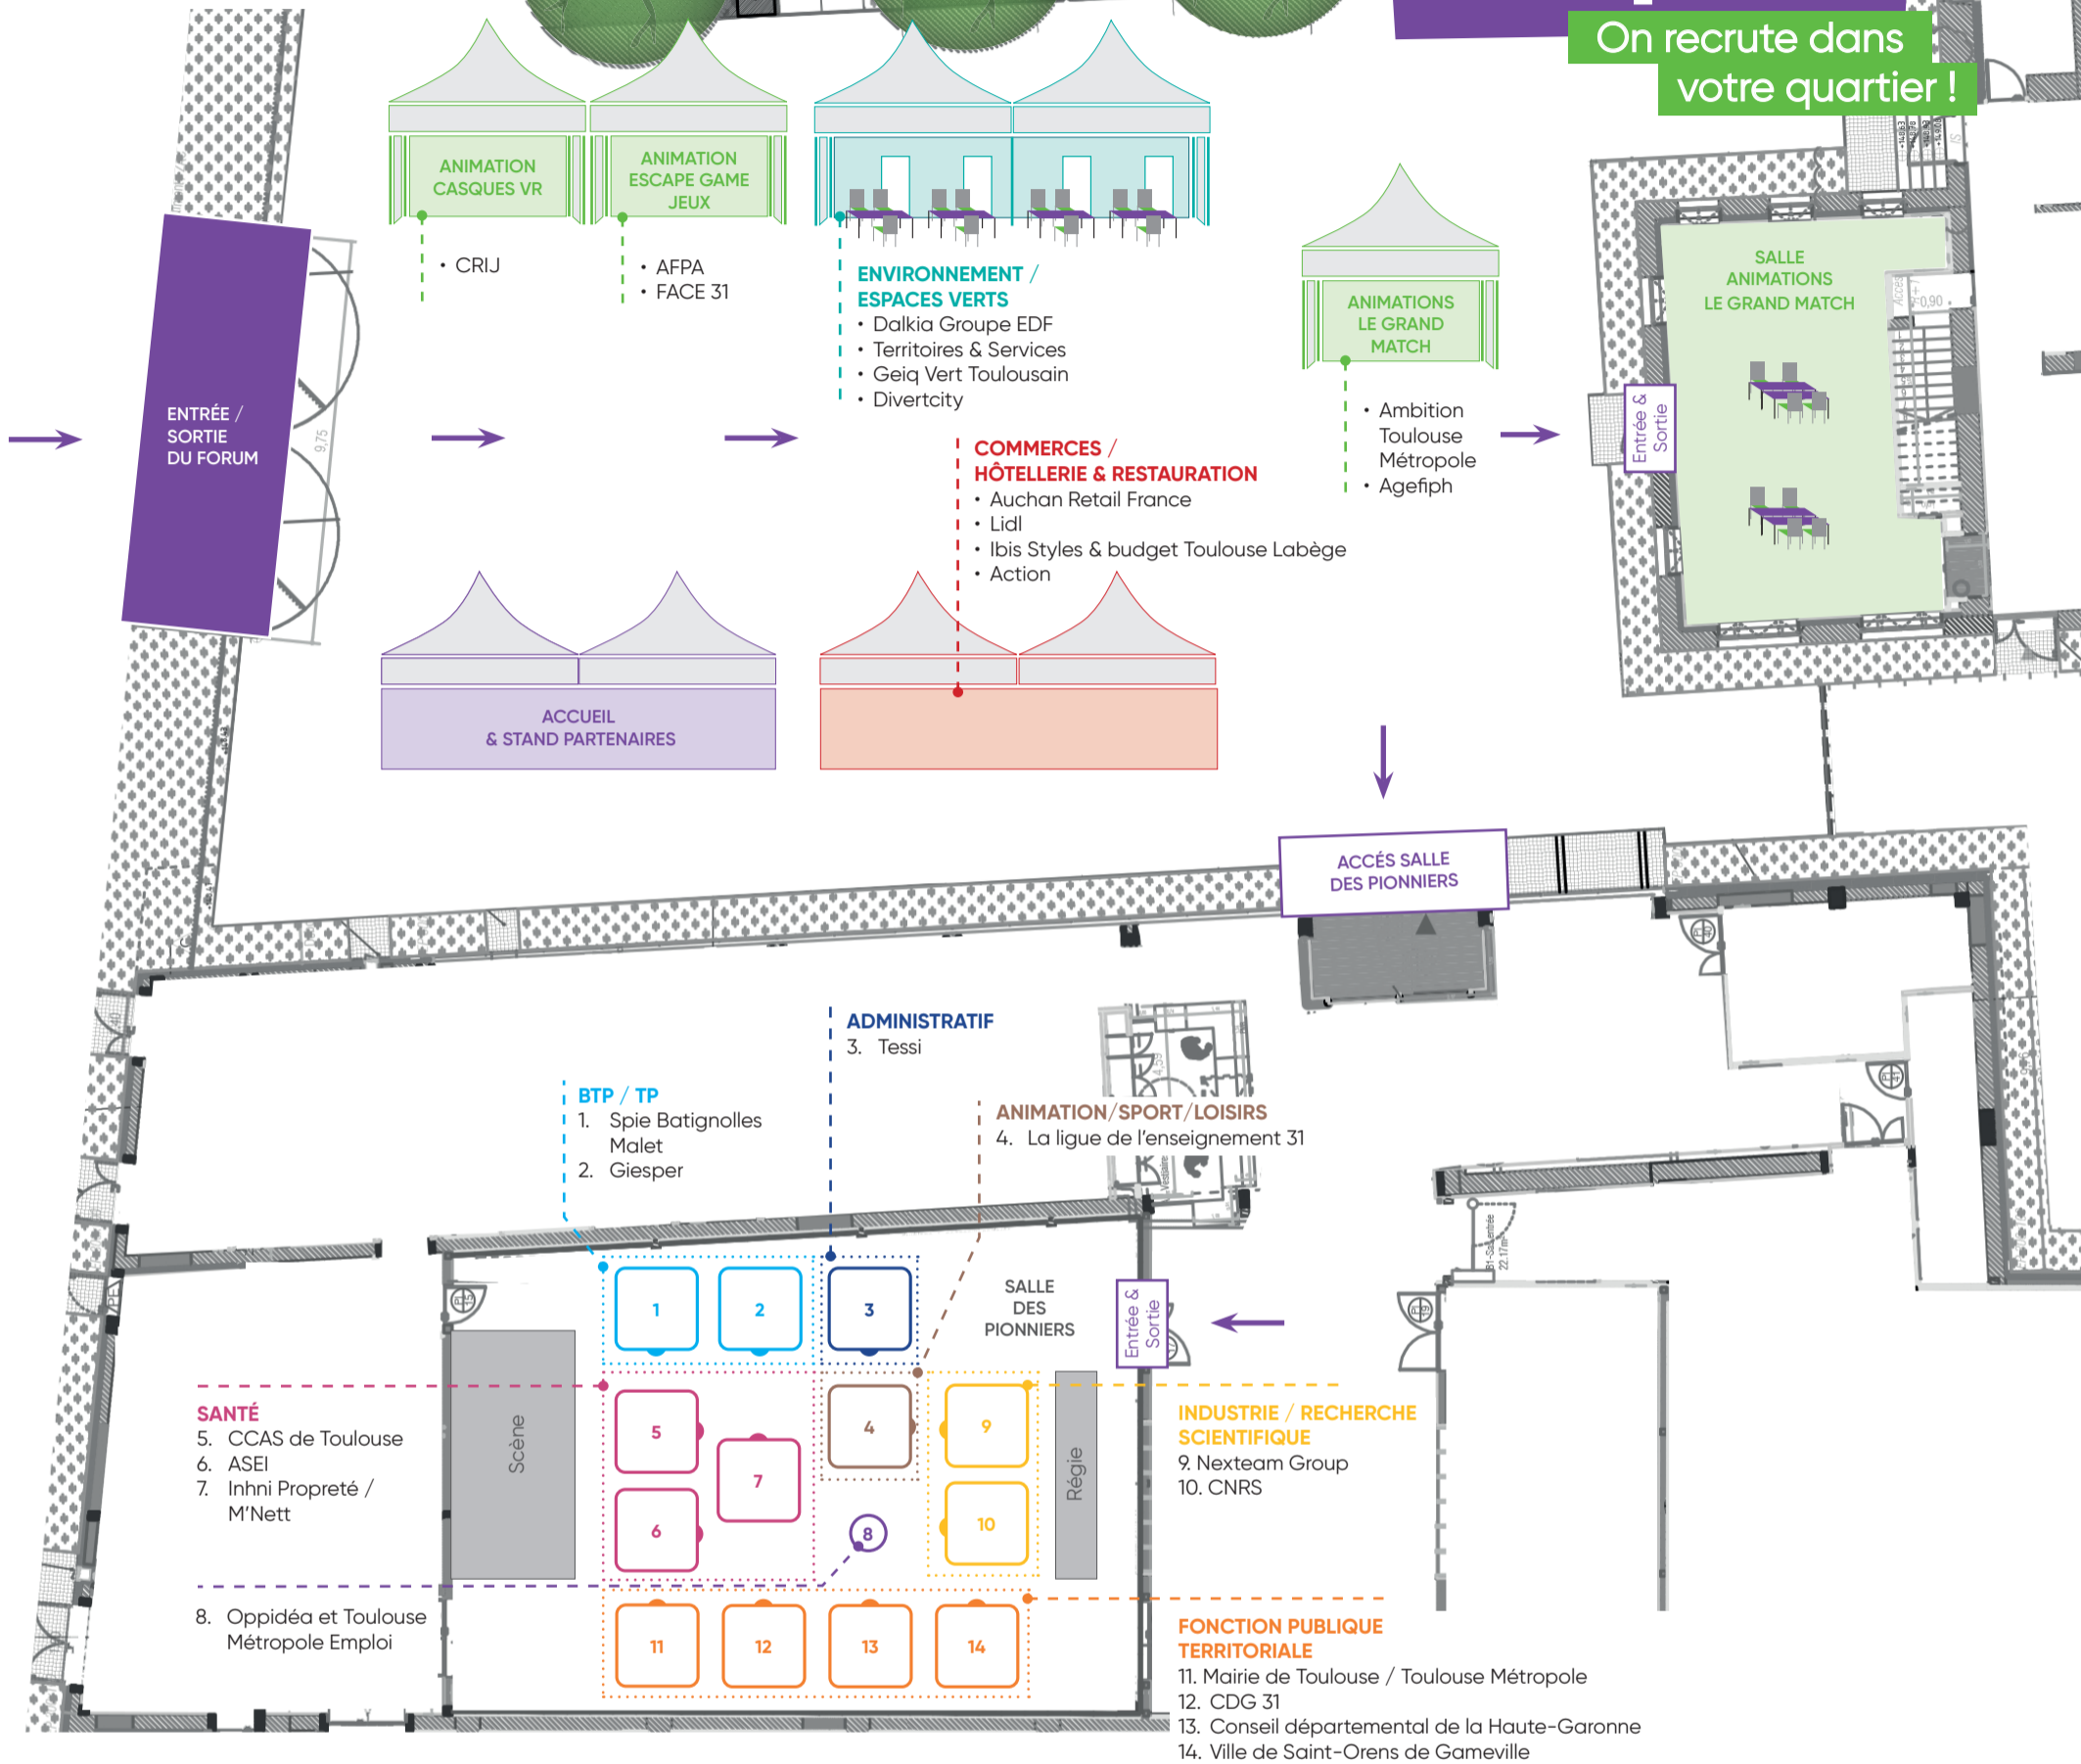 On recrute dans
votre quartier !
ANIMATION
CASQUES VR
• CRIJ
ANIMATION
ESCAPE GAME
JEUX
• AFPA
• FACE 31
ENVIRONNEMENT /
ESPACES VERTS
• Dalkia Groupe EDF
• Territoires & Services
• Geiq Vert Toulousain
• Divertcity
ANIMATIONS
LE GRAND
MATCH
• Ambition
Toulouse
Métropole
• Agefiph
SALLE
ANIMATIONS
LE GRAND MATCH
Entrée &
Sortie
ENTRÉE /
SORTIE
DU FORUM
9,75
COMMERCES /
HÔTELLERIE & RESTAURATION
• Auchan Retail France
• Lidl
• Ibis Styles & budget Toulouse Labège
• Action
ACCUEIL
& STAND PARTENAIRES
ACCÉS SALLE
DES PIONNIERS
ADMINISTRATIF
3. Tessi
BTP / TP
1. Spie Batignolles
Malet
2. Giesper
ANIMATION/SPORT/LOISIRS
4. La ligue de l'enseignement 31
SALLE
DES
PIONNIERS
Entrée &
Sortie
1
2
3
4
5
6
7
8
9
10
11
12
13
14
Scène
Régie
SANTÉ
5. CCAS de Toulouse
6. ASEI
7. Inhni Propreté /
M'Nett
8. Oppidéa et Toulouse
Métropole Emploi
INDUSTRIE / RECHERCHE
SCIENTIFIQUE
9. Nexteam Group
10. CNRS
FONCTION PUBLIQUE
TERRITORIALE
11. Mairie de Toulouse / Toulouse Métropole
12. CDG 31
13. Conseil départemental de la Haute-Garonne
14. Ville de Saint-Orens de Gameville